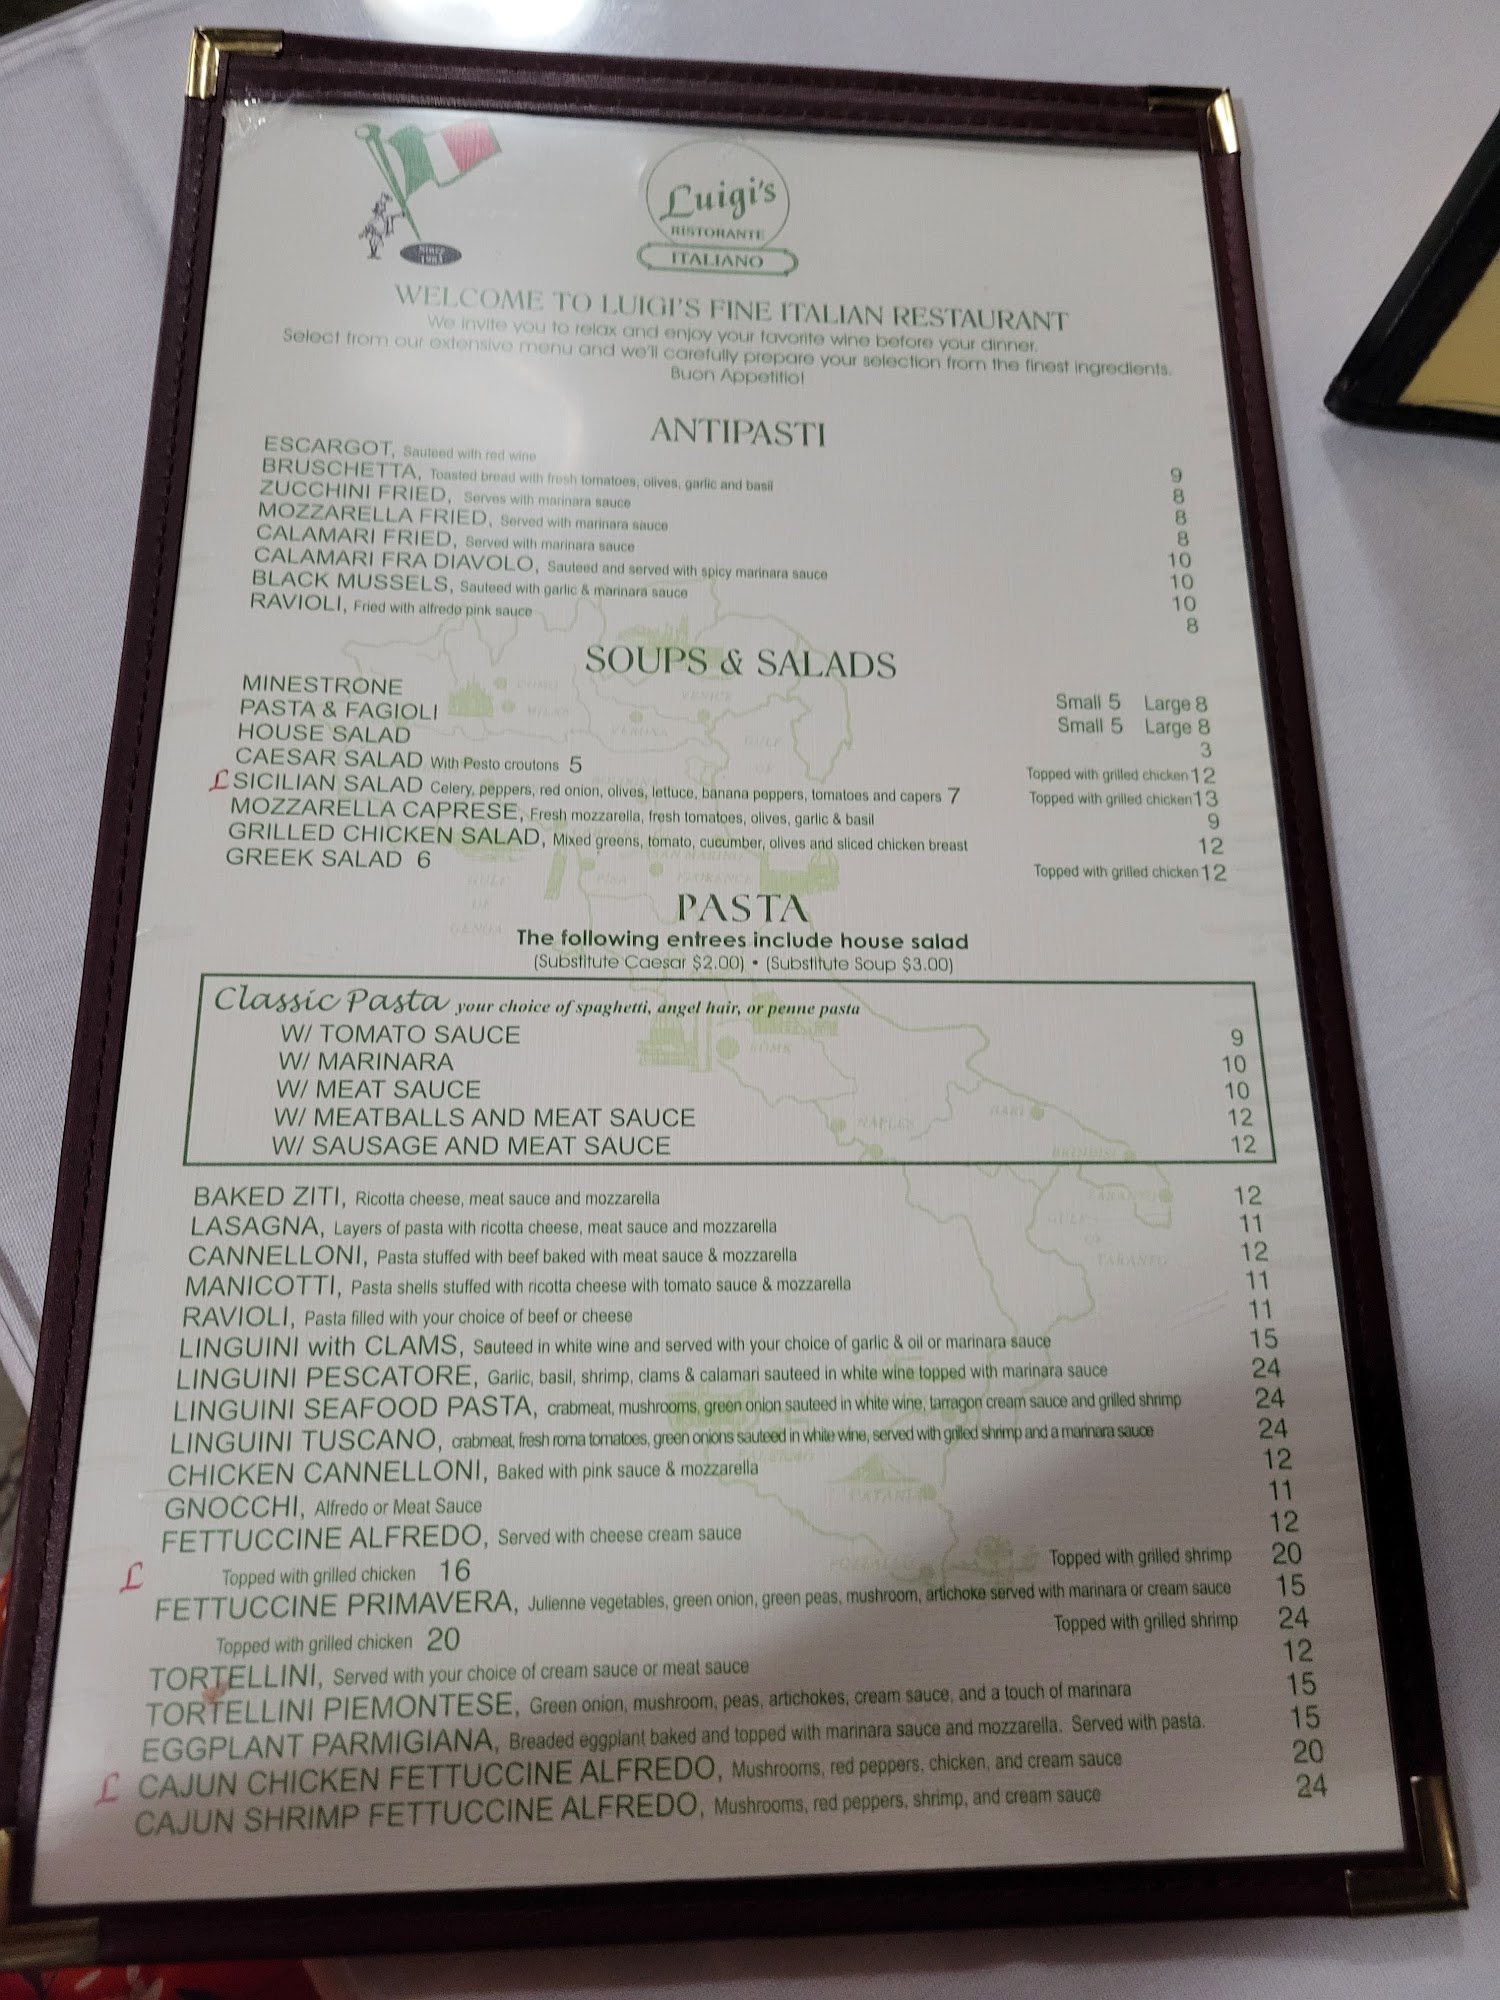 Since 1983
Luigi's
RISTORANTE
ITALIANO
WELCOME TO LUIGI'S FINE ITALIAN RESTAURANT
We invite you to relax and enjoy your favorite wine before your dinner.
Select from our extensive menu and we'll carefully prepare your selection from the finest ingredients.
Buon Appetitio!
ANTIPASTI
ESCARGOT, Sauteed with red wine 9
BRUSCHETTA, Toasted bread with fresh tomatoes, olives, garlic and basil 8
ZUCCHINI FRIED, Serves with marinara sauce 8
MOZZARELLA FRIED, Served with marinara sauce 8
CALAMARI FRIED, Served with marinara sauce 10
CALAMARI FRA DIAVOLO, Sauteed and served with spicy marinara sauce 10
BLACK MUSSELS, Sauteed with garlic & marinara sauce 10
RAVIOLI, Fried with alfredo pink sauce 8
SOUPS & SALADS
MINESTRONE Small 5 Large 8
PASTA & FAGIOLI Small 5 Large 8
HOUSE SALAD 3
CAESAR SALAD With Pesto croutons 5 Topped with grilled chicken 12
L SICILIAN SALAD Celery, peppers, red onion, olives, lettuce, banana peppers, tomatoes and capers 7 Topped with grilled chicken 13
MOZZARELLA CAPRESE, Fresh mozzarella, fresh tomatoes, olives, garlic & basil 9
GRILLED CHICKEN SALAD, Mixed greens, tomato, cucumber, olives and sliced chicken breast 12
GREEK SALAD 6 Topped with grilled chicken 12
PASTA
The following entrees include house salad
(Substitute Caesar $2.00) • (Substitute Soup $3.00)
Classic Pasta your choice of spaghetti, angel hair, or penne pasta
W/ TOMATO SAUCE 9
W/ MARINARA 10
W/ MEAT SAUCE 10
W/ MEATBALLS AND MEAT SAUCE 12
W/ SAUSAGE AND MEAT SAUCE 12
BAKED ZITI, Ricotta cheese, meat sauce and mozzarella 12
LASAGNA, Layers of pasta with ricotta cheese, meat sauce and mozzarella 11
CANNELLONI, Pasta stuffed with beef baked with meat sauce & mozzarella 12
MANICOTTI, Pasta shells stuffed with ricotta cheese with tomato sauce & mozzarella 11
RAVIOLI, Pasta filled with your choice of beef or cheese 11
LINGUINI with CLAMS, Sauteed in white wine and served with your choice of garlic & oil or marinara sauce 15
LINGUINI PESCATORE, Garlic, basil, shrimp, clams & calamari sauteed in white wine topped with marinara sauce 24
LINGUINI SEAFOOD PASTA, crabmeat, mushrooms, green onion sauteed in white wine, tarragon cream sauce and grilled shrimp 24
LINGUINI TUSCANO, crabmeat, fresh roma tomatoes, green onions sauteed in white wine, served with grilled shrimp and a marinara sauce 24
CHICKEN CANNELLONI, Baked with pink sauce & mozzarella 12
GNOCCHI, Alfredo or Meat Sauce 11
FETTUCCINE ALFREDO, Served with cheese cream sauce 12
L Topped with grilled chicken 16 Topped with grilled shrimp 20
FETTUCCINE PRIMAVERA, Julienne vegetables, green onion, green peas, mushroom, artichoke served with marinara or cream sauce 15
Topped with grilled chicken 20 Topped with grilled shrimp 24
TORTELLINI, Served with your choice of cream sauce or meat sauce 12
TORTELLINI PIEMONTESE, Green onion, mushroom, peas, artichokes, cream sauce, and a touch of marinara 15
EGGPLANT PARMIGIANA, Breaded eggplant baked and topped with marinara sauce and mozzarella. Served with pasta. 15
L CAJUN CHICKEN FETTUCCINE ALFREDO, Mushrooms, red peppers, chicken, and cream sauce 20
CAJUN SHRIMP FETTUCCINE ALFREDO, Mushrooms, red peppers, shrimp, and cream sauce 24